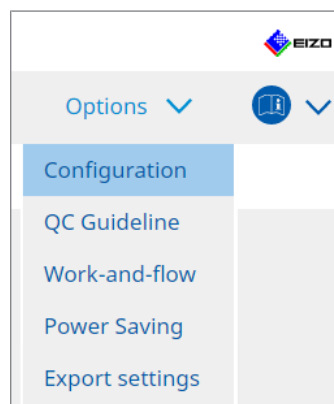 EIZO
Options
Configuration
QC Guideline
Work-and-flow
Power Saving
Export settings